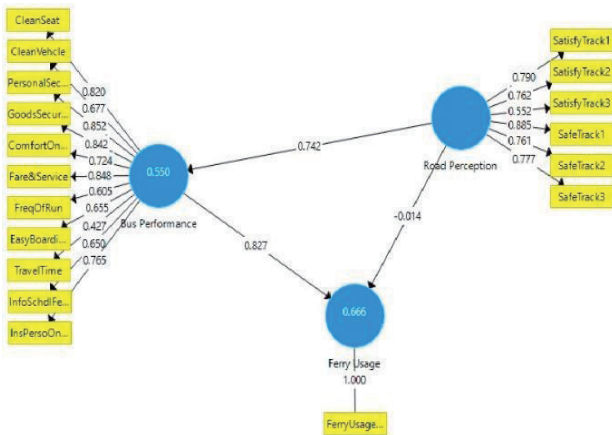 CleanSeat
CleanVehcle
PersonalSec...
GoodsSecur...
ComfortOn...
Fare&Service
FreqOfRun
EasyBoardi...
TravelTime
InfoSchdlFe...
InsPersoOn...
0.820
0.677
0.852
0.842
0.724
0.848
0.605
0.655
0.427
0.650
0.765
0.550
Bus Performance
0.742
0.827
-0.014
Road Perception
0.790
0.762
0.552
0.885
0.761
0.777
SatisfyTrack1
SatisfyTrack2
SatisfyTrack3
SafeTrack1
SafeTrack2
SafeTrack3
0.666
Ferry Usage
1.000
FerryUsage...